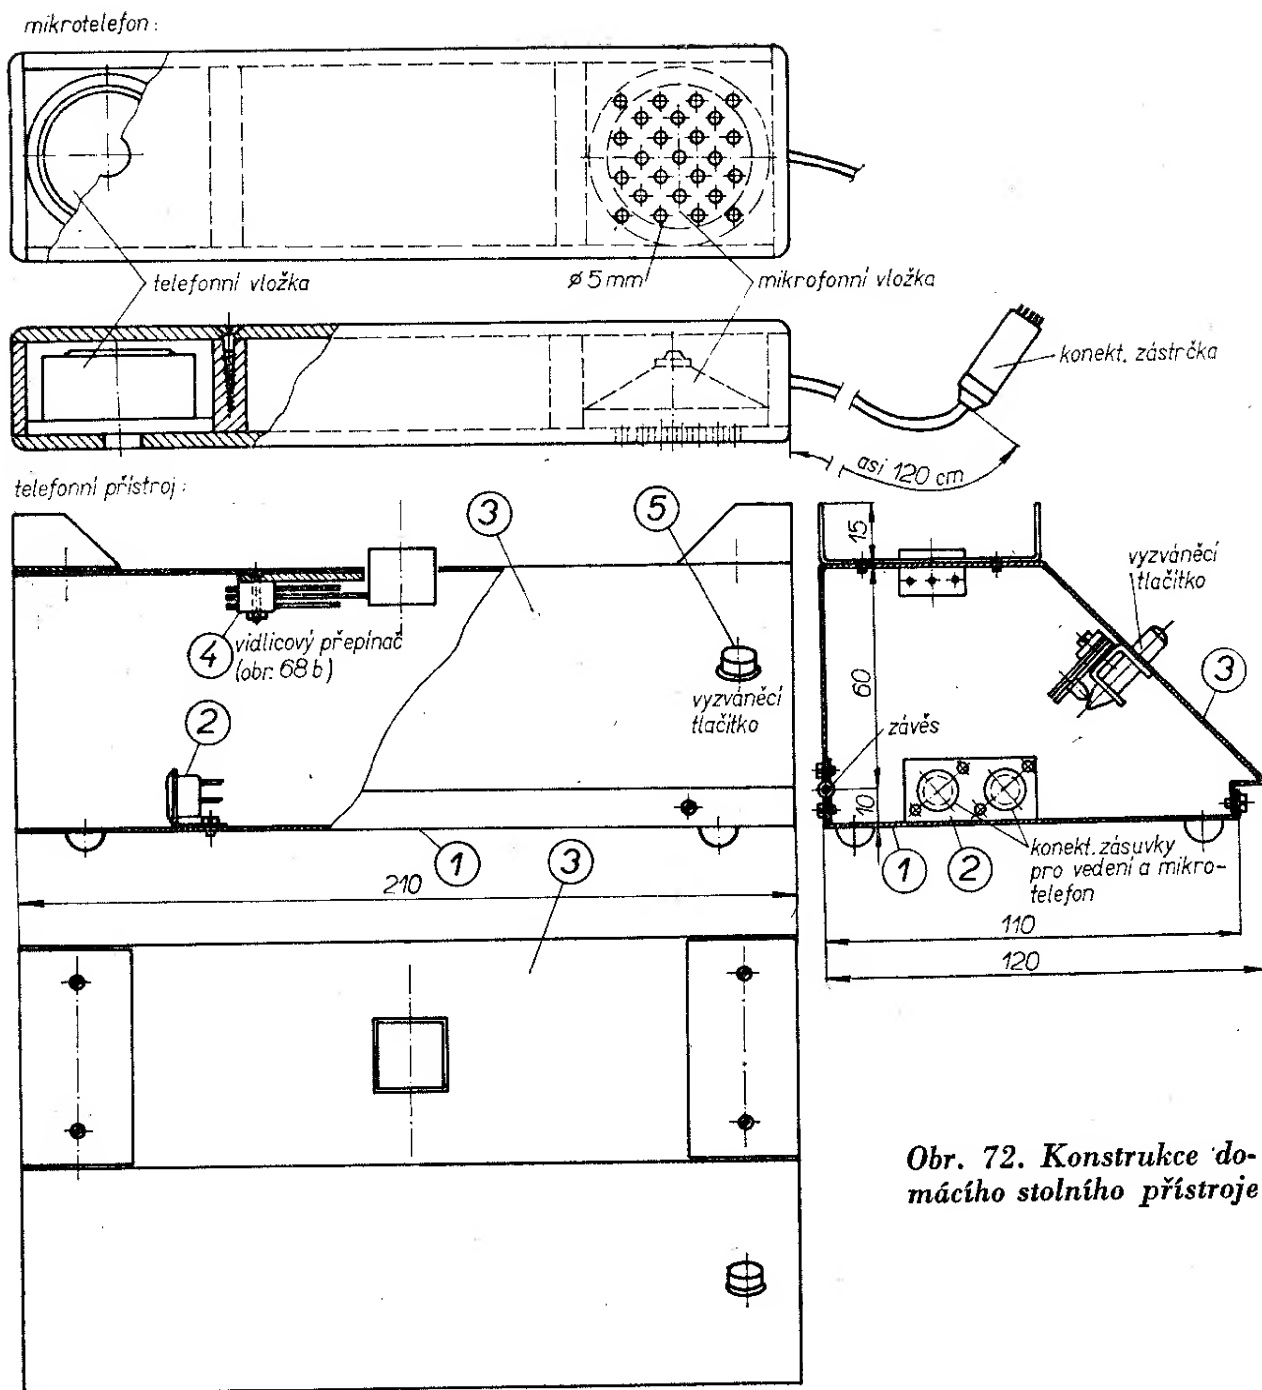 mikrotelefon:
telefonní vložka
ø 5 mm
mikrofonní vložka
konekt. zástrčka
asi 120 cm
telefonní přístroj:
3
5
15
vyzváněcí
tlačítko
4
vidlicový přepínač
(obr. 68 b)
60
3
2
vyzváněcí
tlačítko
závěs
10
1
3
1
2
konekt. zásuvky
pro vedení a mikro-
telefon
210
110
120
Obr. 72. Konstrukce do-
mácího stolního přístroje